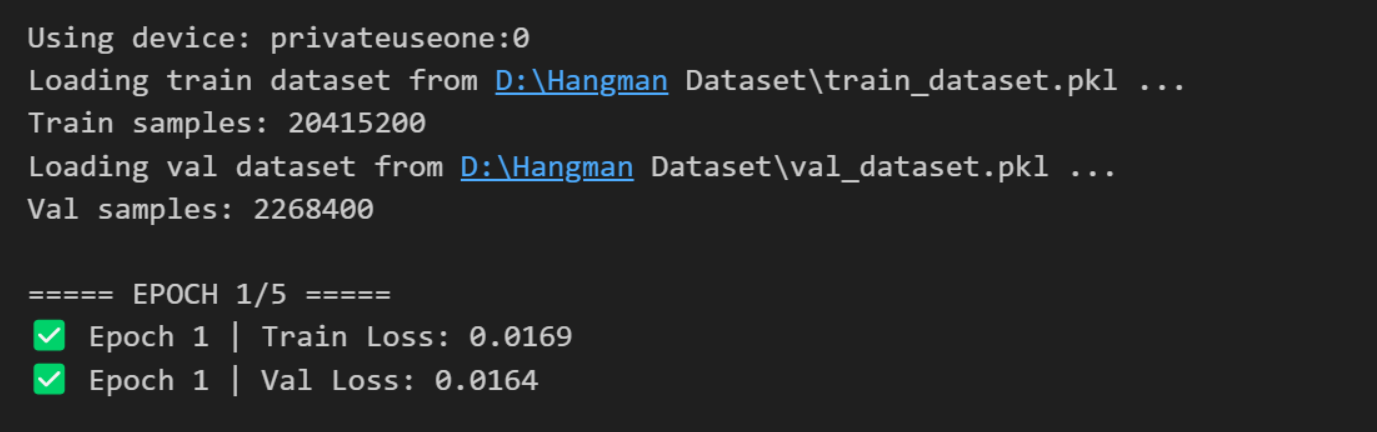 Using device: privateuseone:0
Loading train dataset from D:\Hangman Dataset\train_dataset.pkl ...
Train samples: 20415200
Loading val dataset from D:\Hangman Dataset\val_dataset.pkl ...
Val samples: 2268400
===== EPOCH 1/5 =====
✅ Epoch 1 | Train Loss: 0.0169
✅ Epoch 1 | Val Loss: 0.0164